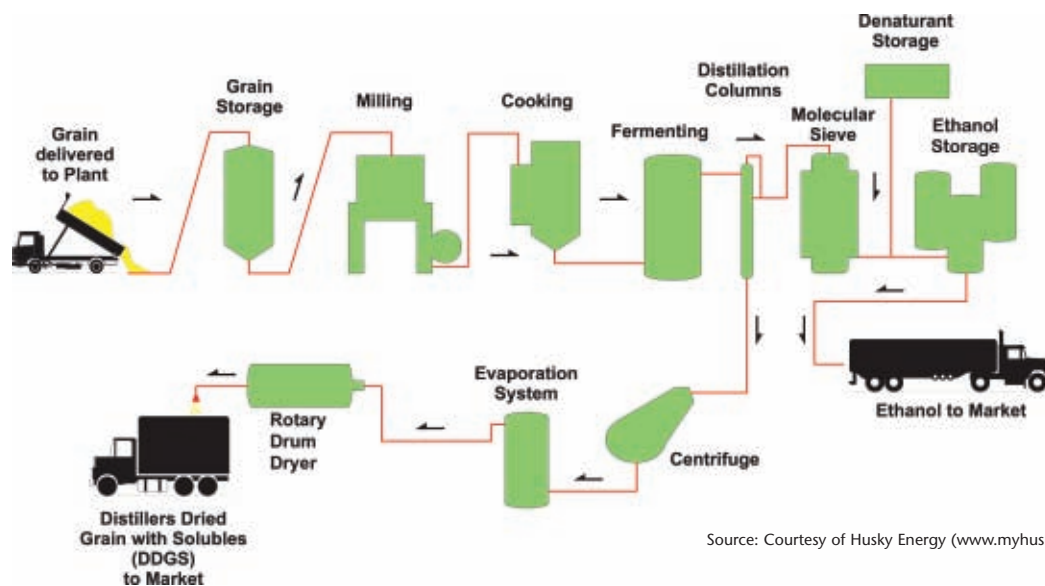 Denaturant
Storage
Distillation
Columns
Grain
Storage
Milling
Cooking
Molecular
Sieve
Ethanol
Storage
Fermenting
Grain
delivered
to Plant
Evaporation
System
Ethanol to Market
Rotary
Drum
Dryer
Centrifuge
Distillers Dried
Grain with Solubles
(DDGS)
to Market
Source: Courtesy of Husky Energy (www.myhus